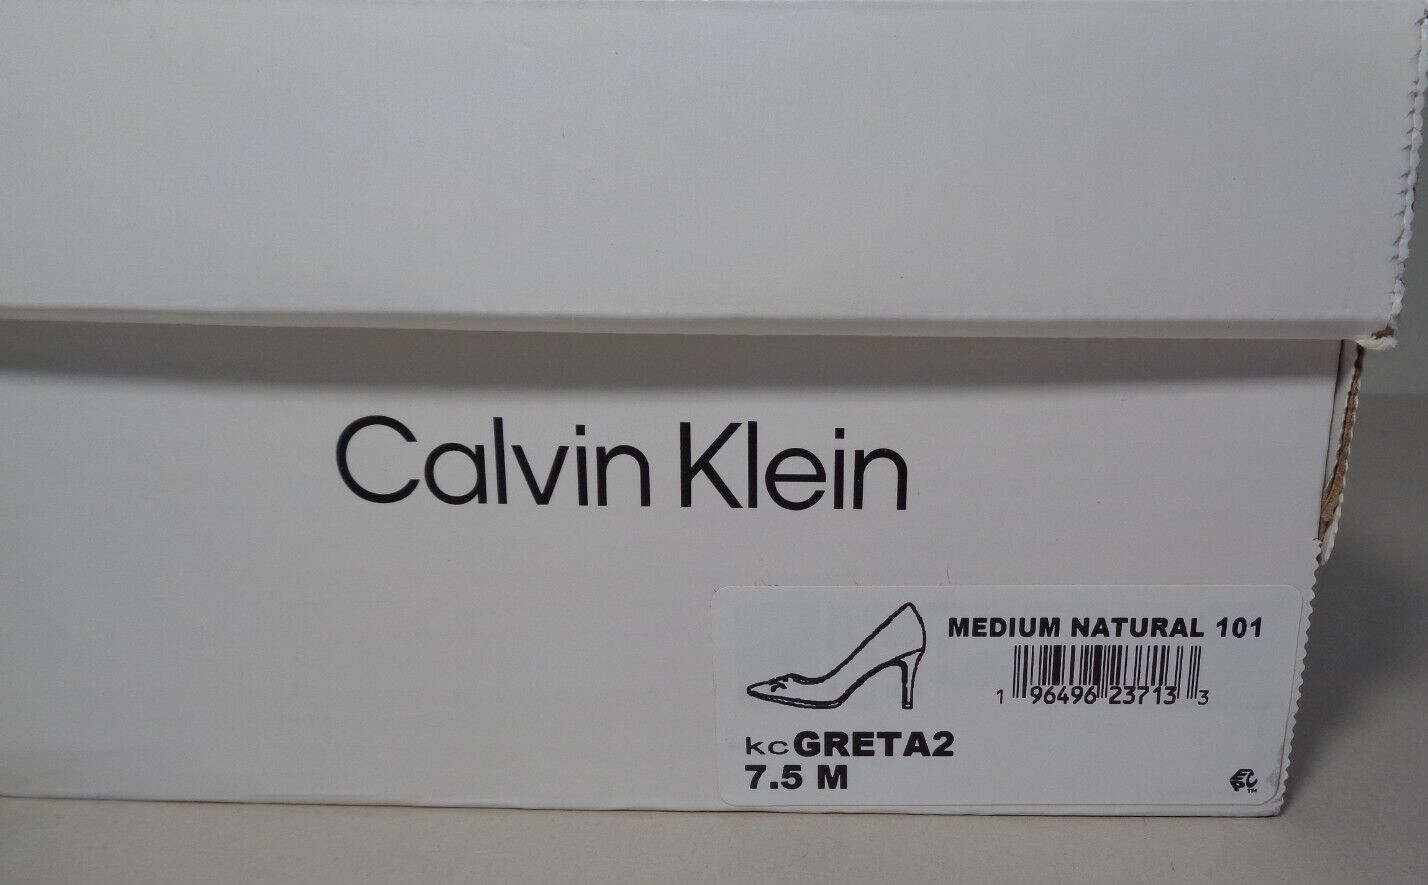 Calvin Klein
MEDIUM NATURAL 101
1 96496 23713 3
kcGRETA2
7.5 M